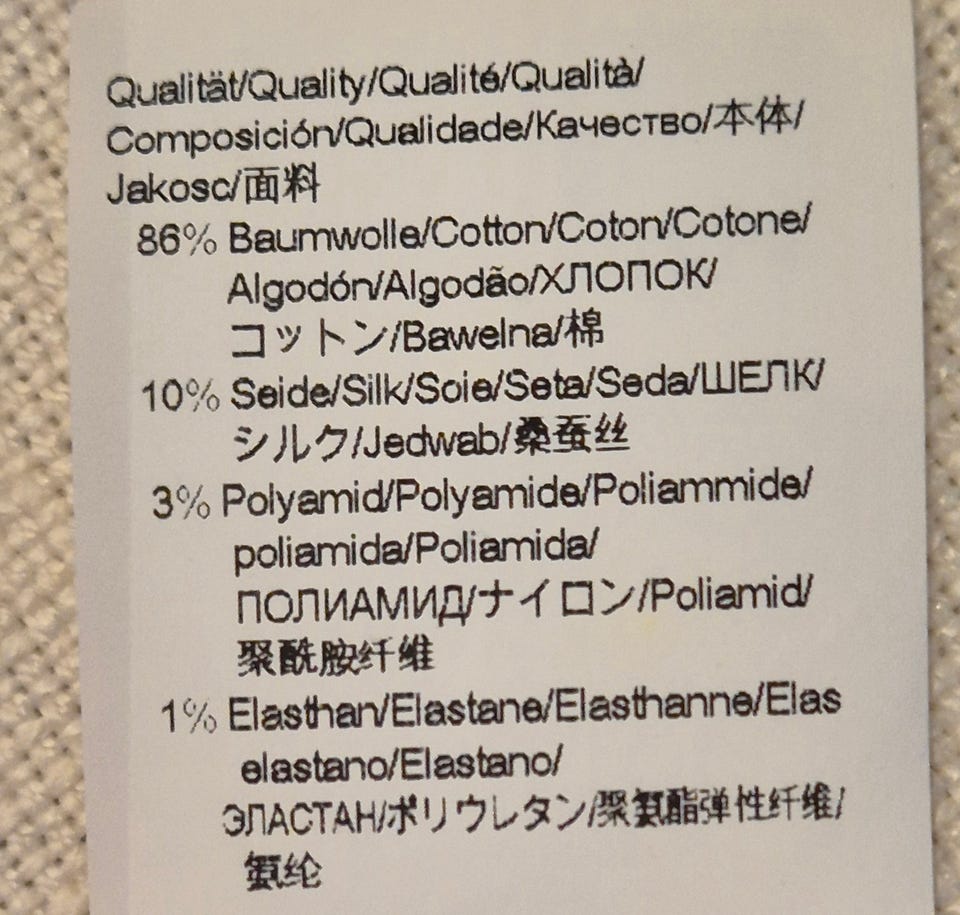 Qualität/Quality/Qualité/Qualità/
Composición/Qualidade/Качество/本体/
Jakosc/面料
86% Baumwolle/Cotton/Coton/Cotone/
Algodón/Algodão/ХЛОПОК/
コットン/Bawelna/棉
10% Seide/Silk/Soie/Seta/Seda/ШЕЛК/
シルク/Jedwab/桑蚕丝
3% Polyamid/Polyamide/Poliammide/
poliamida/Poliamida/
ПОЛИАМИД/ナイロン/Poliamid/
聚酰胺纤维
1% Elasthan/Elastane/Elasthanne/Elas
elastano/Elastano/
ЭЛАСТАН/ポリウレタン/聚氨酯弹性纤维/
氨纶